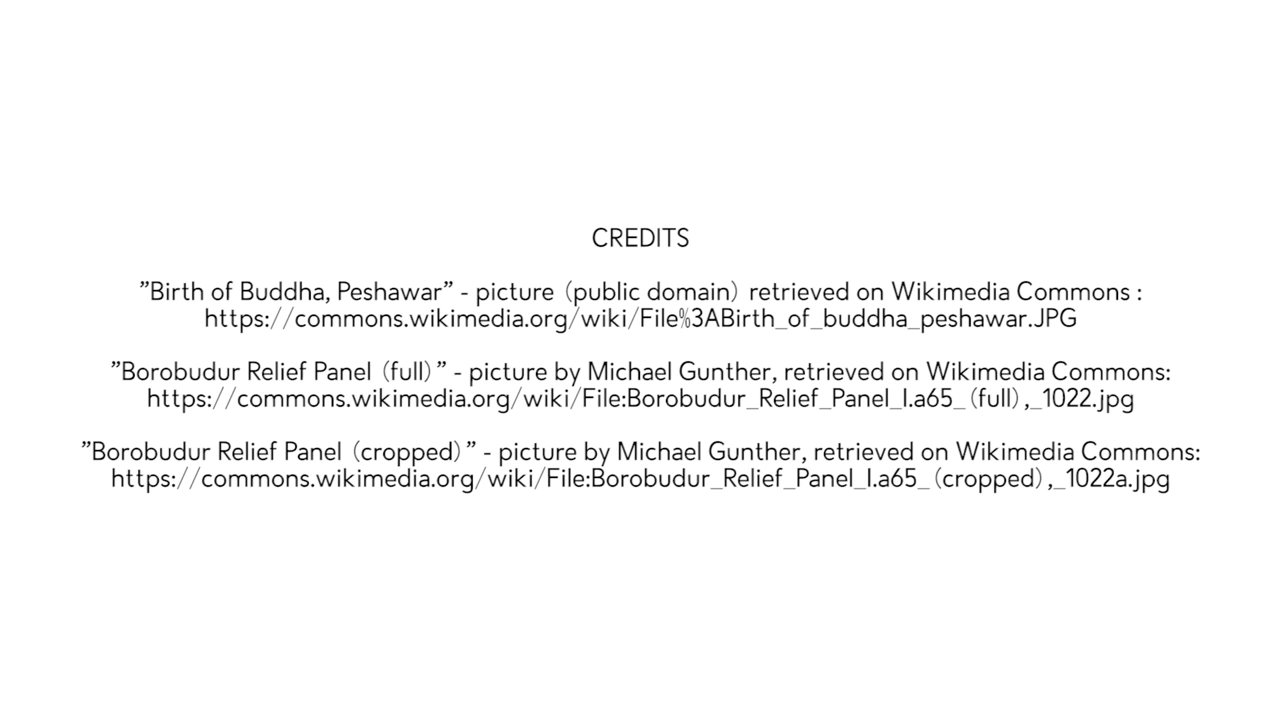 CREDITS
"Birth of Buddha, Peshawar" - picture (public domain) retrieved on Wikimedia Commons :
https://commons.wikimedia.org/wiki/File%3ABirth_of_buddha_peshawar.JPG
"Borobudur Relief Panel (full)" - picture by Michael Gunther, retrieved on Wikimedia Commons:
https://commons.wikimedia.org/wiki/File:Borobudur_Relief_Panel_I.a65_(full),_1022.jpg
"Borobudur Relief Panel (cropped)" - picture by Michael Gunther, retrieved on Wikimedia Commons:
https://commons.wikimedia.org/wiki/File:Borobudur_Relief_Panel_I.a65_(cropped),_1022a.jpg